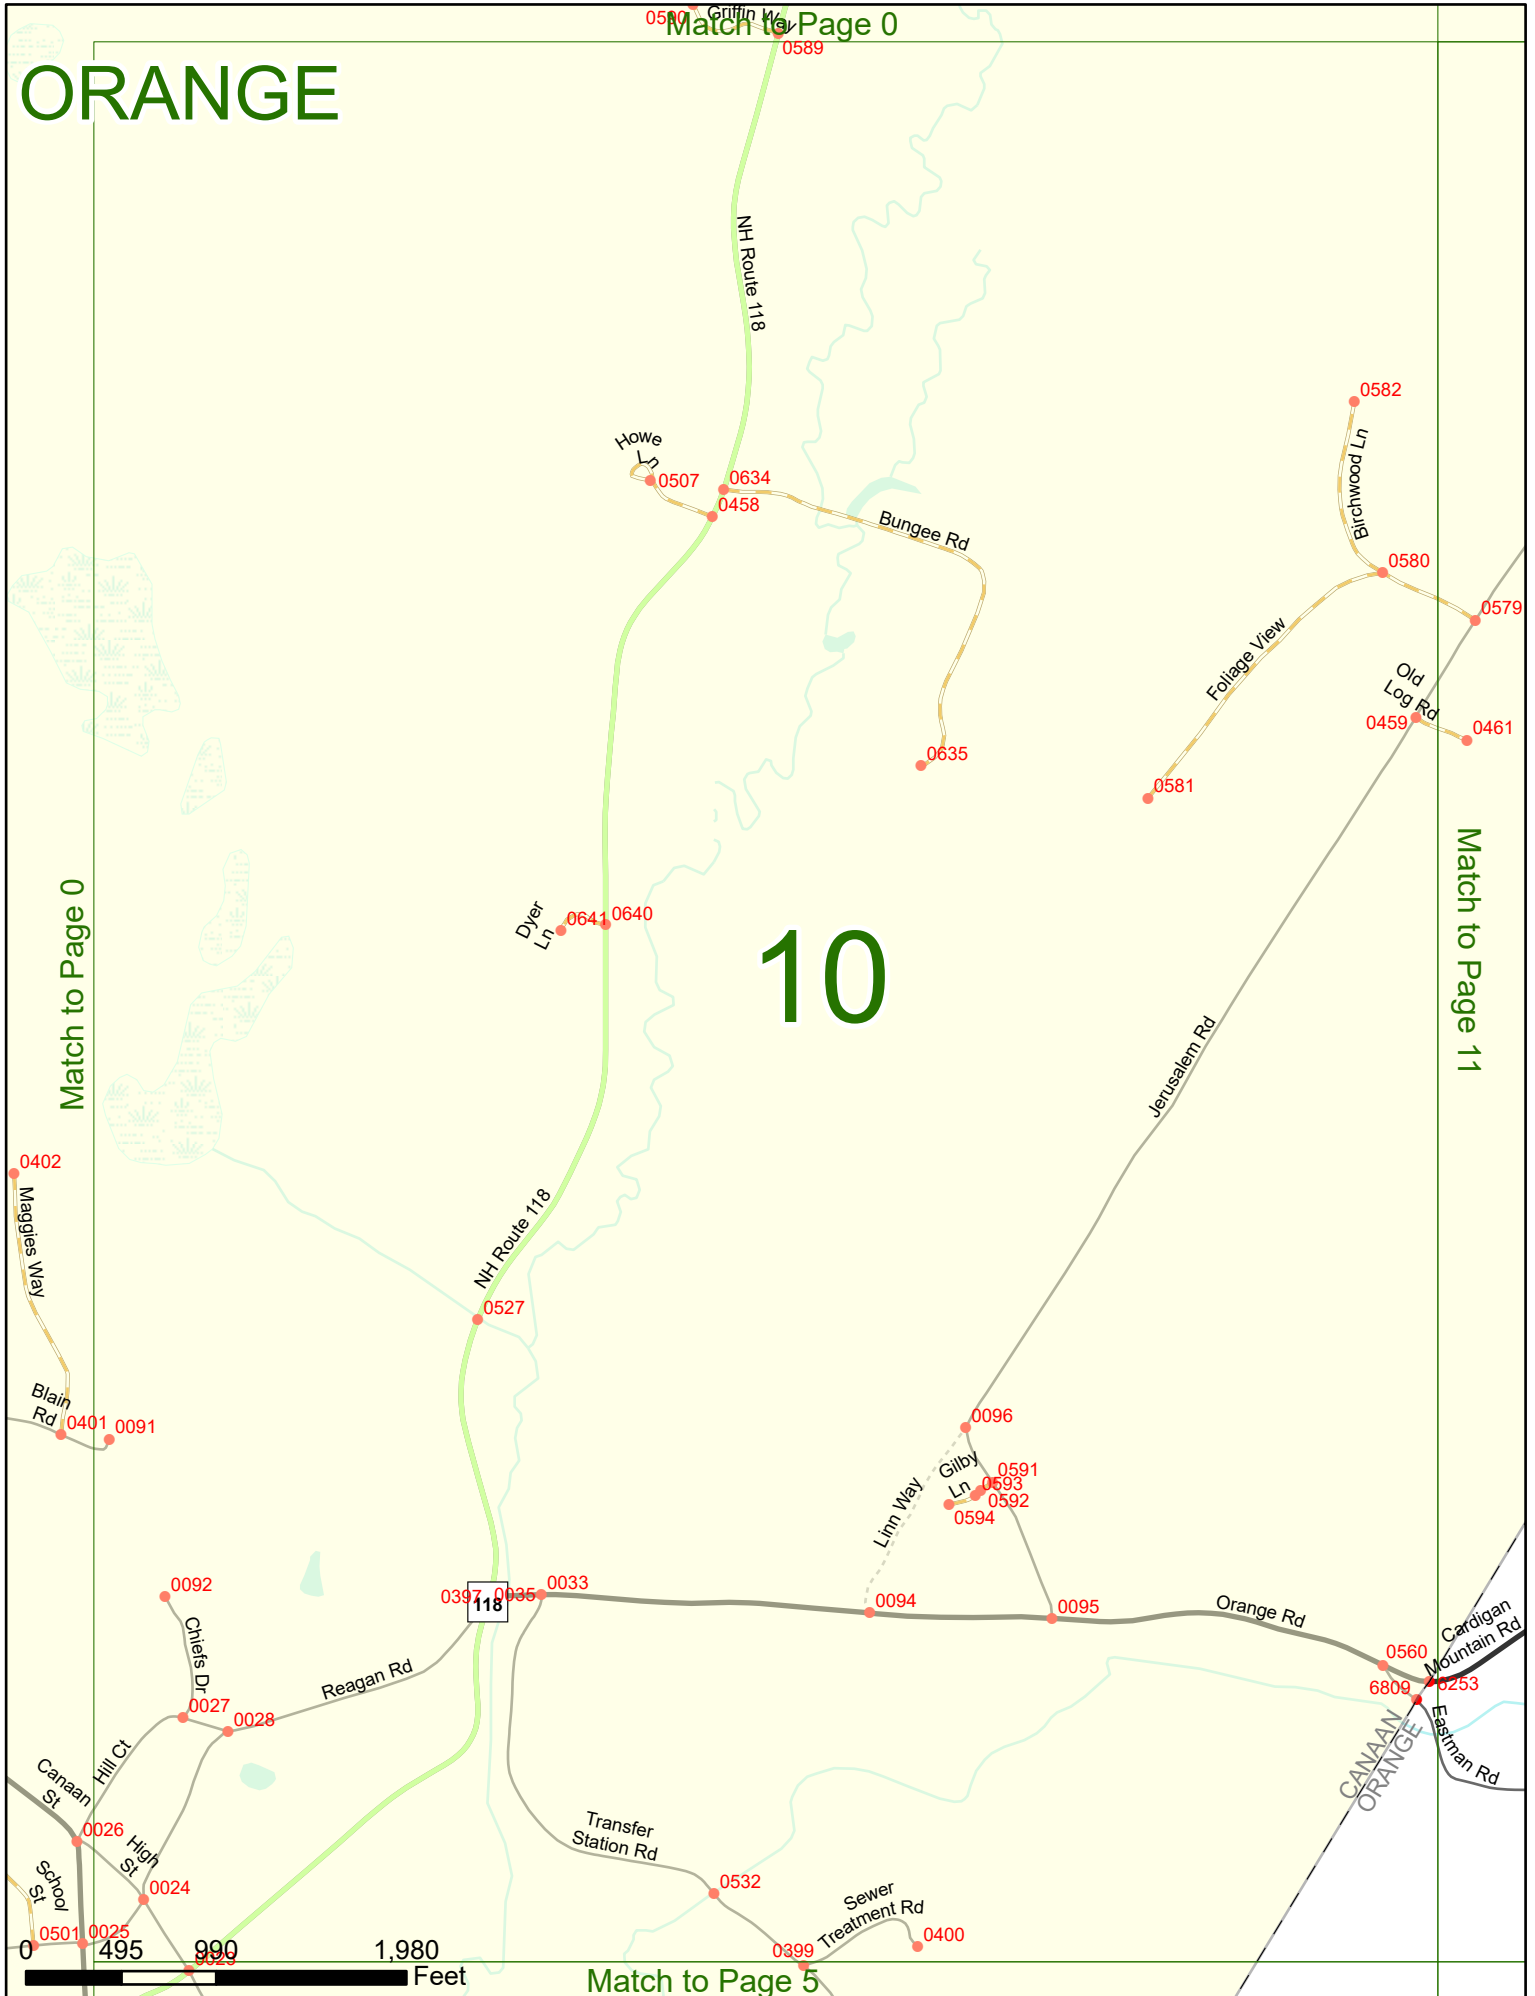 0590
Griffin Way
Match to Page 0
0589
ORANGE
NH Route 118
0582
Birchwood Ln
Howe
Ln
0507
0634
0458
Bungee Rd
0580
0579
Foliage View
Old
Log Rd
0459
0461
0635
0581
Match to Page 0
Match to Page 11
Dyer
Ln
0641
0640
10
Jerusalem Rd
0402
Maggies Way
NH Route 118
0527
Blain
Rd
0401
0091
0096
Gilby
Ln
0591
0593
0592
0594
Linn Way
0092
0397
0035
0033
118
0094
0095
Orange Rd
Cardigan
Mountain Rd
0560
6253
6809
Chiefs Dr
Reagan Rd
0027
0028
CANAAN
ORANGE
Eastman Rd
Hill Ct
Canaan
St
0026
High
St
Transfer
Station Rd
School
St
0024
0532
Sewer
Treatment Rd
0501
0025
0400
0399
0023
0
495
990
1,980
Feet
Match to Page 5